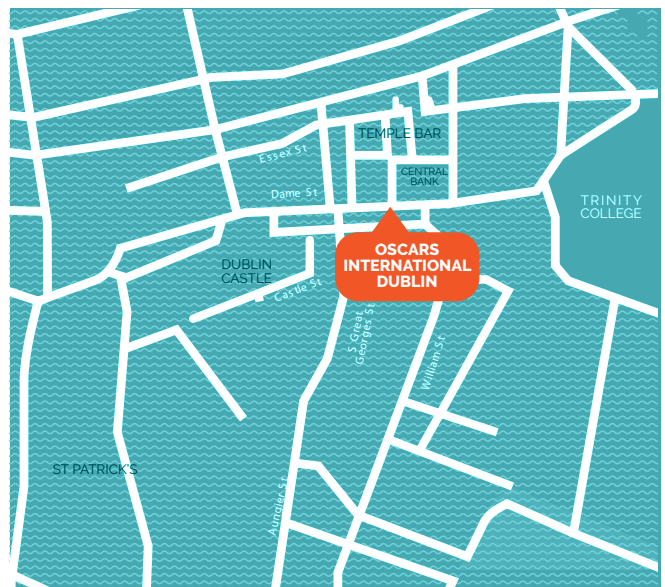 TEMPLE BAR
Essex St
CENTRAL
BANK
Dame St
TRINITY
COLLEGE
OSCARS
INTERNATIONAL
DUBLIN
DUBLIN
CASTLE
Castle St
S Great
Georges St
William St
ST PATRICK'S
Aungier St